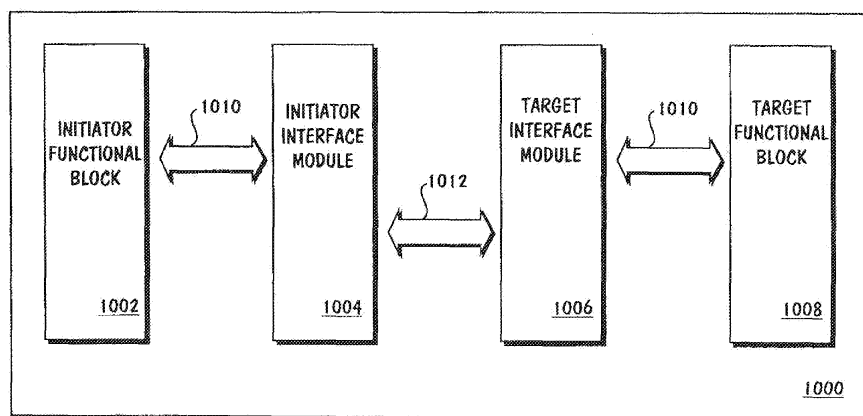 INITIATOR
FUNCTIONAL
BLOCK
1002
1010
INITIATOR
INTERFACE
MODULE
1004
1012
TARGET
INTERFACE
MODULE
1006
1010
TARGET
FUNCTIONAL
BLOCK
1008
1000